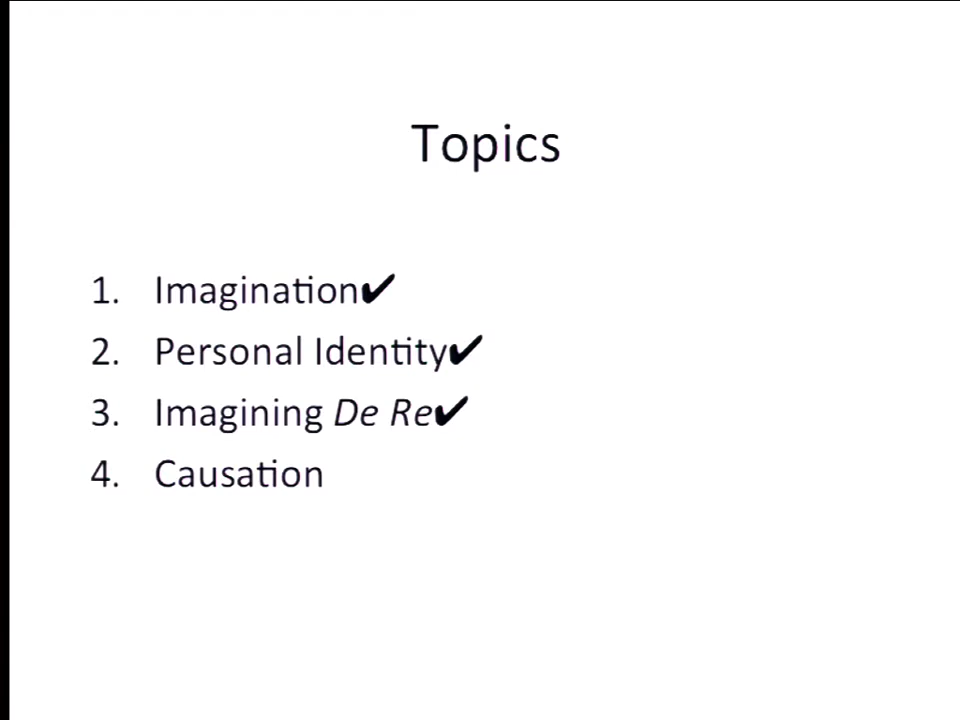 Topics
1. Imagination✔
2. Personal Identity✔
3. Imagining De Re✔
4. Causation